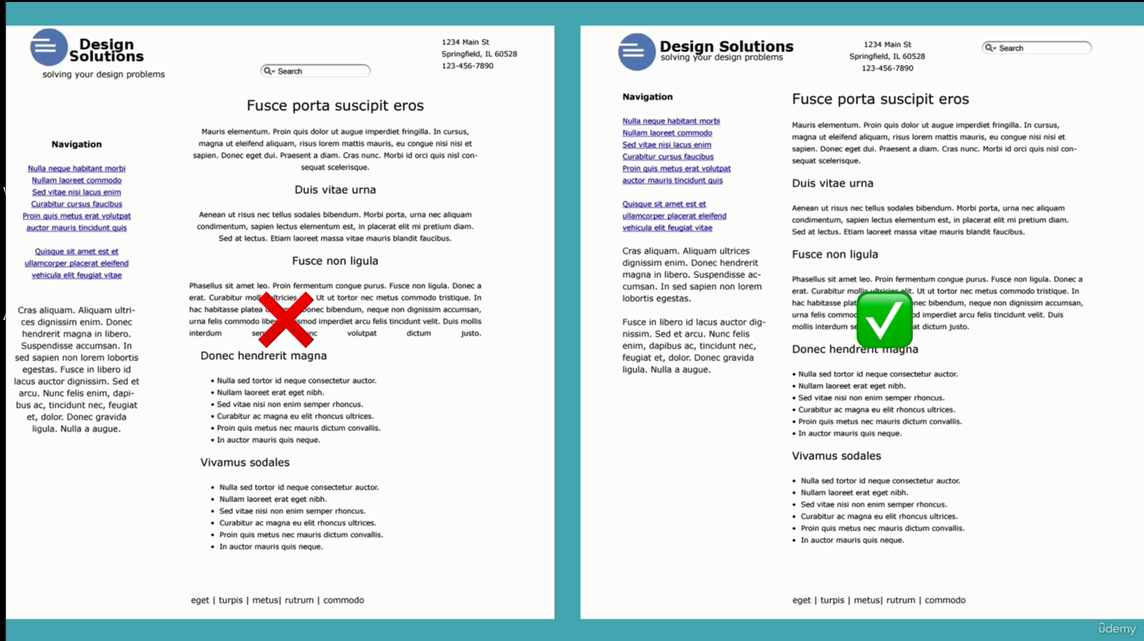 Design
Solutions
solving your design problems
1234 Main St
Springfield, IL 60528
123-456-7890
Search
Navigation
Nulla neque habitant morbi
Nullam laoreet commodo
Sed vitae nisi lacus enim
Curabitur cursus faucibus
Proin quis metus erat volutpat
auctor mauris tincidunt quis
Quisque sit amet est et
ullamcorper placerat eleifend
vehicula elit feugiat vitae
Cras aliquam. Aliquam ultri-
ces dignissim enim. Donec
hendrerit magna in libero.
Suspendisse accumsan. In
sed sapien non lorem lobortis
egestas. Fusce in libero id
lacus auctor dignissim. Sed et
arcu. Nunc felis enim, dapi-
bus ac, tincidunt nec, feugiat
et, dolor. Donec gravida
ligula. Nulla a augue.
Fusce porta suscipit eros
Mauris elementum. Proin quis dolor ut augue imperdiet fringilla. In cursus,
magna ut eleifend aliquam, risus lorem mattis mauris, eu congue nisi nisi et
sapien. Donec eget dui. Praesent a diam. Cras nunc. Morbi id orci quis nisl con-
sequat scelerisque.
Duis vitae urna
Aenean ut risus nec tellus sodales bibendum. Morbi porta, urna nec aliquam
condimentum, sapien lectus elementum est, in placerat elit mi pretium diam.
Sed at lectus. Etiam laoreet massa vitae mauris blandit faucibus.
Fusce non ligula
Phasellus sit amet leo. Proin fermentum congue purus. Fusce non ligula. Donec a
erat. Curabitur mollis ultricies Ut ut tortor nec metus commodo tristique. In
hac habitasse platea donec bibendum, neque non dignissim accumsan,
urna felis commodo imperdiet arcu felis tincidunt velit. Duis mollis
interdum volutpat dictum justo.
Donec hendrerit magna
• Nulla sed tortor id neque consectetur auctor.
• Nullam laoreet erat eget nibh.
• Sed vitae nisi non enim semper rhoncus.
• Curabitur ac magna eu elit rhoncus ultrices.
• Proin quis metus nec mauris dictum convallis.
• In auctor mauris quis neque.
Vivamus sodales
• Nulla sed tortor id neque consectetur auctor.
• Nullam laoreet erat eget nibh.
• Sed vitae nisi non enim semper rhoncus.
• Curabitur ac magna eu elit rhoncus ultrices.
• Proin quis metus nec mauris dictum convallis.
• In auctor mauris quis neque.
eget | turpis | metus| rutrum | commodo
Design Solutions
solving your design problems
1234 Main St
Springfield, IL 60528
123-456-7890
Search
Navigation
Nulla neque habitant morbi
Nullam laoreet commodo
Sed vitae nisi lacus enim
Curabitur cursus faucibus
Proin quis metus erat volutpat
auctor mauris tincidunt quis
Quisque sit amet est et
ullamcorper placerat eleifend
vehicula elit feugiat vitae
Cras aliquam. Aliquam ultrices
dignissim enim. Donec hendrerit
magna in libero. Suspendisse ac-
cumsan. In sed sapien non lorem
lobortis egestas.
Fusce in libero id lacus auctor dig-
nissim. Sed et arcu. Nunc felis
enim, dapibus ac, tincidunt nec,
feugiat et, dolor. Donec gravida
ligula. Nulla a augue.
Fusce porta suscipit eros
Mauris elementum. Proin quis dolor ut augue imperdiet fringilla. In cursus,
magna ut eleifend aliquam, risus lorem mattis mauris, eu congue nisi nisi et
sapien. Donec eget dui. Praesent a diam. Cras nunc. Morbi id orci quis nisl con-
sequat scelerisque.
Duis vitae urna
Aenean ut risus nec tellus sodales bibendum. Morbi porta, urna nec aliquam
condimentum, sapien lectus elementum est, in placerat elit mi pretium diam.
Sed at lectus. Etiam laoreet massa vitae mauris blandit faucibus.
Fusce non ligula
Phasellus sit amet leo. Proin fermentum congue purus. Fusce non ligula. Donec a
erat. Curabitur mollis ultricies elit. Ut ut tortor nec metus commodo tristique. In
hac habitasse donec bibendum, neque non dignissim accumsan,
urna felis commodo imperdiet arcu felis tincidunt velit. Duis
mollis interdum volutpat dictum justo.
Donec hendrerit magna
• Nulla sed tortor id neque consectetur auctor.
• Nullam laoreet erat eget nibh.
• Sed vitae nisi non enim semper rhoncus.
• Curabitur ac magna eu elit rhoncus ultrices.
• Proin quis metus nec mauris dictum convallis.
• In auctor mauris quis neque.
Vivamus sodales
• Nulla sed tortor id neque consectetur auctor.
• Nullam laoreet erat eget nibh.
• Sed vitae nisi non enim semper rhoncus.
• Curabitur ac magna eu elit rhoncus ultrices.
• Proin quis metus nec mauris dictum convallis.
• In auctor mauris quis neque.
eget | turpis | metus| rutrum | commodo
udemy